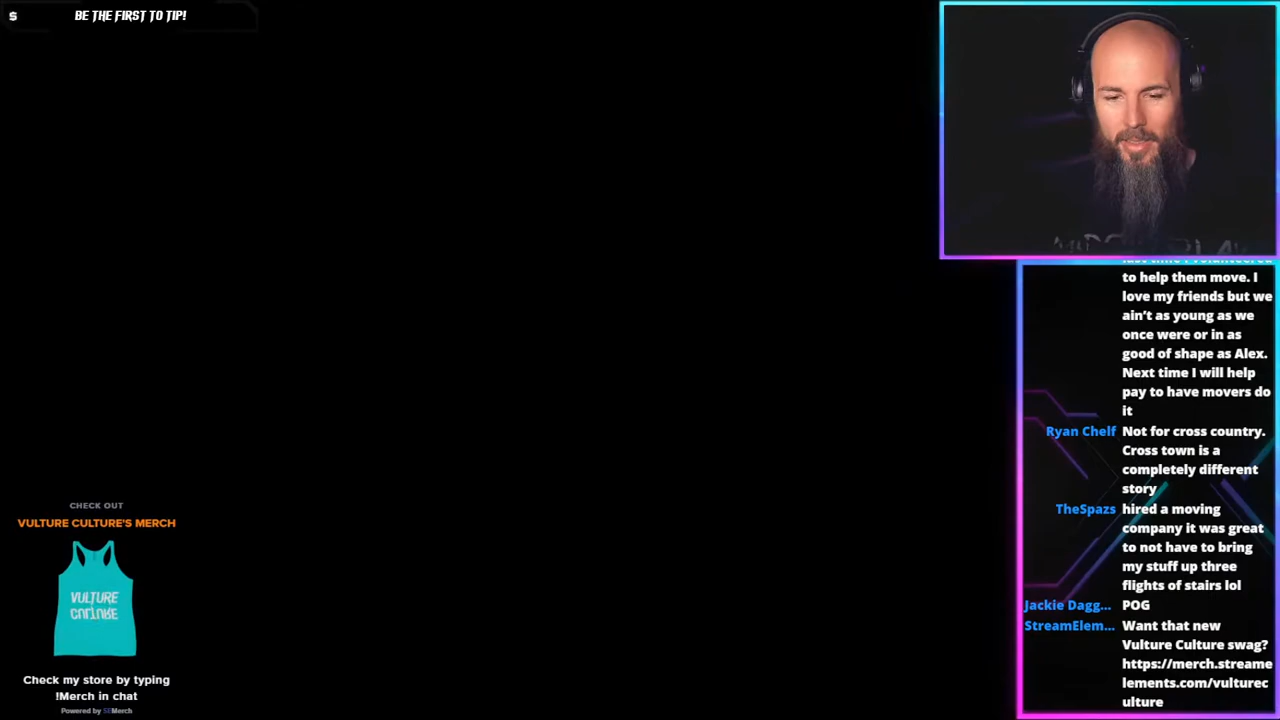 $
BE THE FIRST TO TIP!
to help them move. I
love my friends but we
ain't as young as we
once were or in as
good of shape as Alex.
Next time I will help
pay to have movers do
it
Ryan Chelf Not for cross country.
Cross town is a
completely different
story
TheSpazs hired a moving
company it was great
to not have to bring
my stuff up three
flights of stairs lol
Jackie Dagg... POG
StreamElem... Want that new
Vulture Culture swag?
https://merch.streame
lements.com/vulturec
ulture
CHECK OUT
VULTURE CULTURE'S MERCH
VULTURE
CULTURE
Check my store by typing
!Merch in chat
Powered by SEMerch